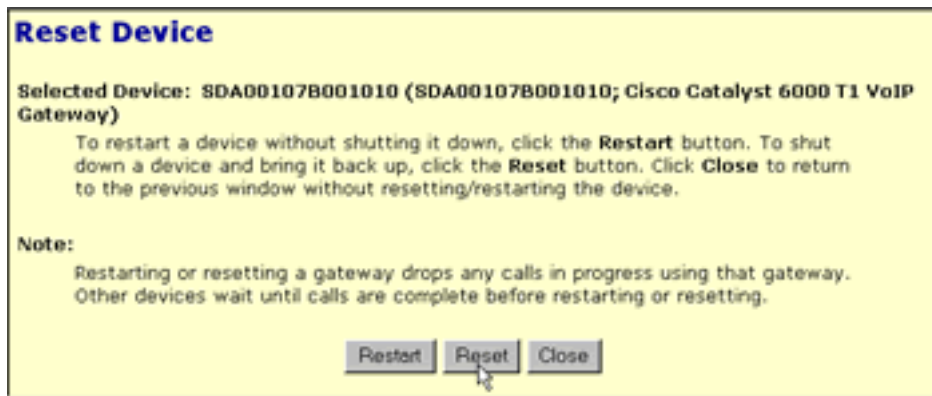 Reset Device
Selected Device: SDA00107B001010 (SDA00107B001010; Cisco Catalyst 6000 T1 VoIP
Gateway)
To restart a device without shutting it down, click the Restart button. To shut
down a device and bring it back up, click the Reset button. Click Close to return
to the previous window without resetting/restarting the device.
Note:
Restarting or resetting a gateway drops any calls in progress using that gateway.
Other devices wait until calls are complete before restarting or resetting.
Restart Reset Close